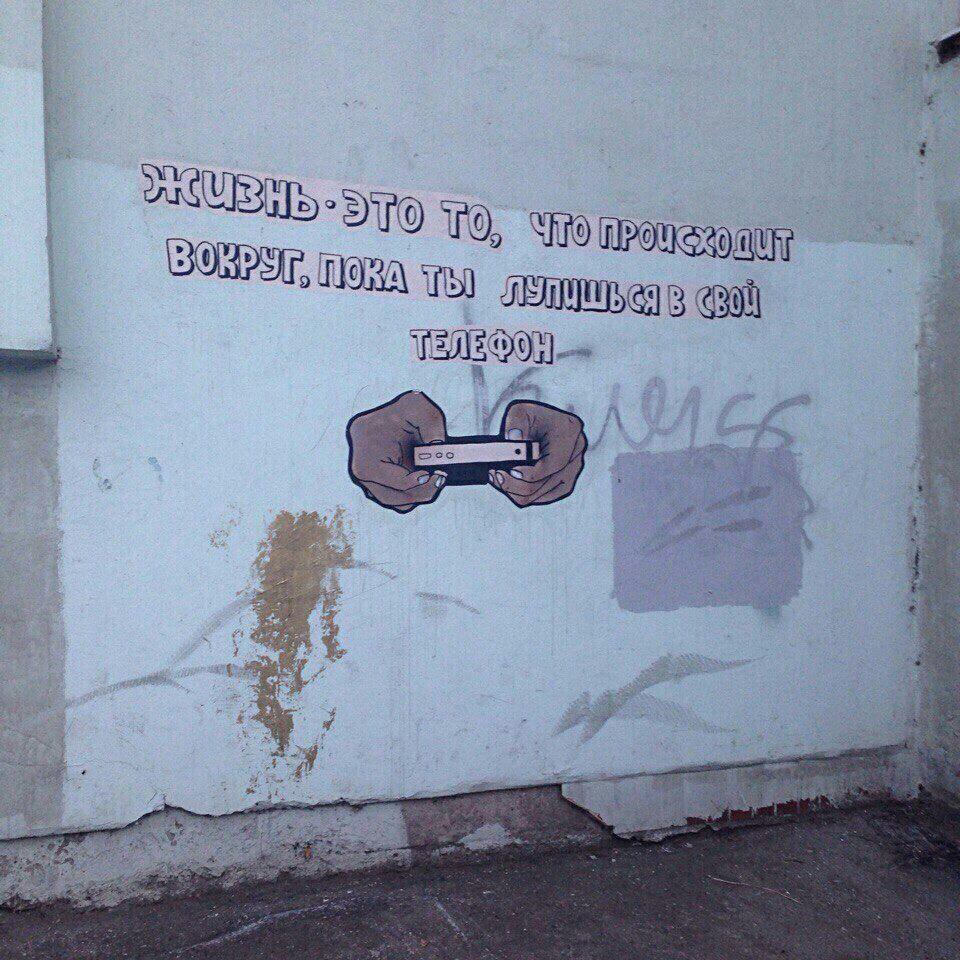 ЖИЗНЬ · ЭТО ТО, ЧТО ПРОИСХОДИТ
ВОКРУГ, ПОКА ТЫ ЛУПИШЬСЯ В СВОЙ
ТЕЛЕФОН